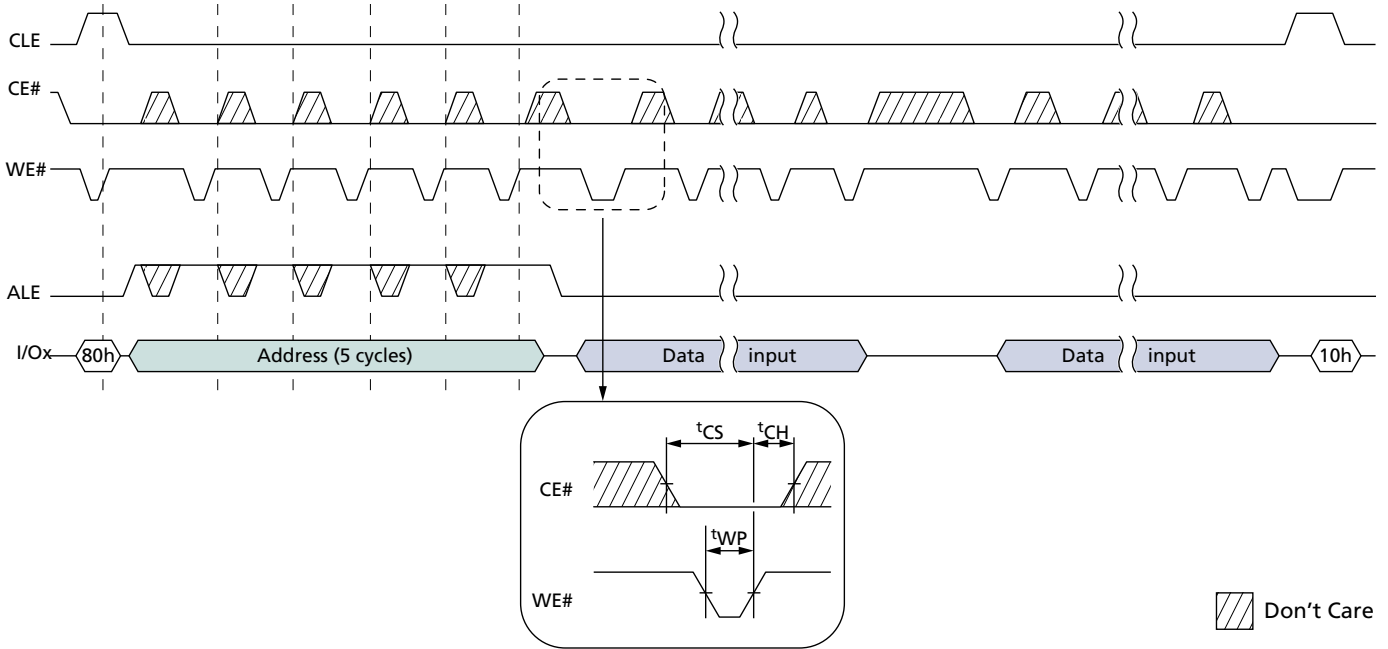 CLE
CE#
WE#
ALE
I/Ox 80h Address (5 cycles) Data input Data input 10h
tCS tCH
CE#
tWP
WE#
Don't Care